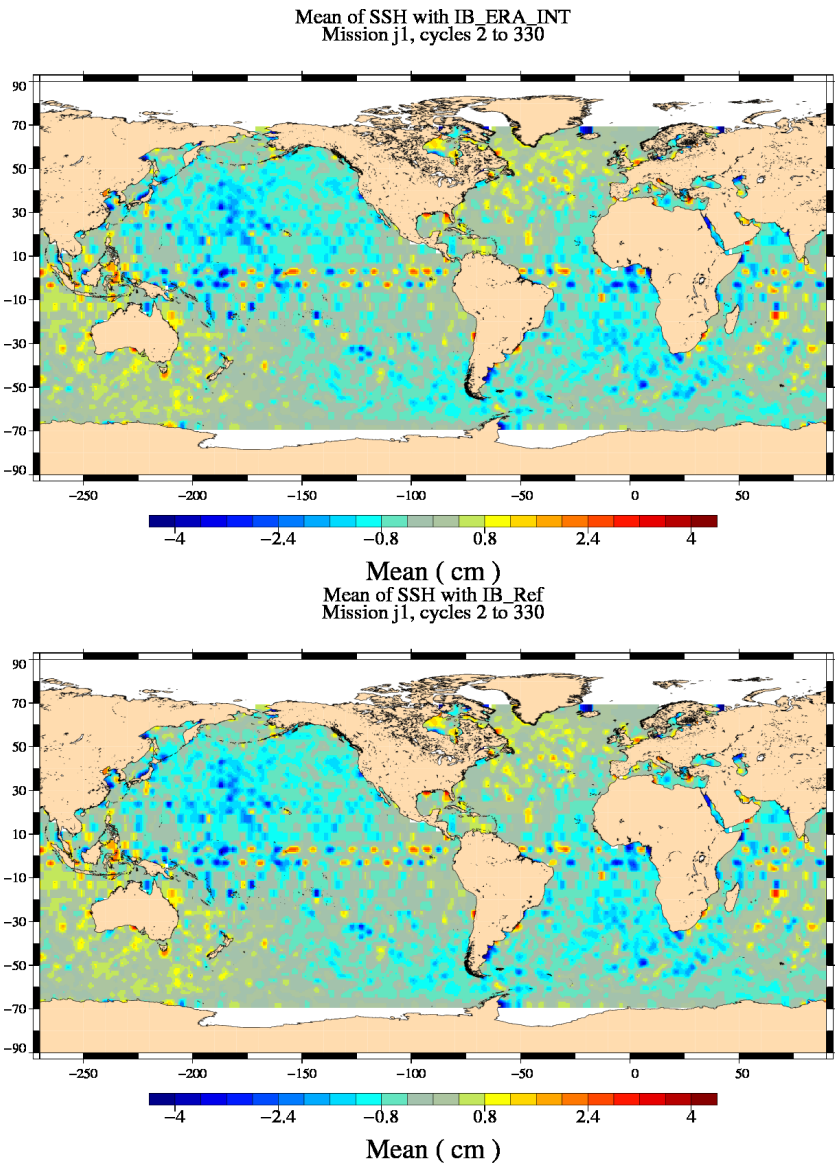 Mean of SSH with IB_ERA_INT
Mission j1, cycles 2 to 330
90
70
50
30
10
−10
−30
−50
−70
−90
−250 −200 −150 −100 −50 0 50
−4 −2.4 −0.8 0.8 2.4 4
Mean ( cm )
Mean of SSH with IB_Ref
Mission j1, cycles 2 to 330
90
70
50
30
10
−10
−30
−50
−70
−90
−250 −200 −150 −100 −50 0 50
−4 −2.4 −0.8 0.8 2.4 4
Mean ( cm )